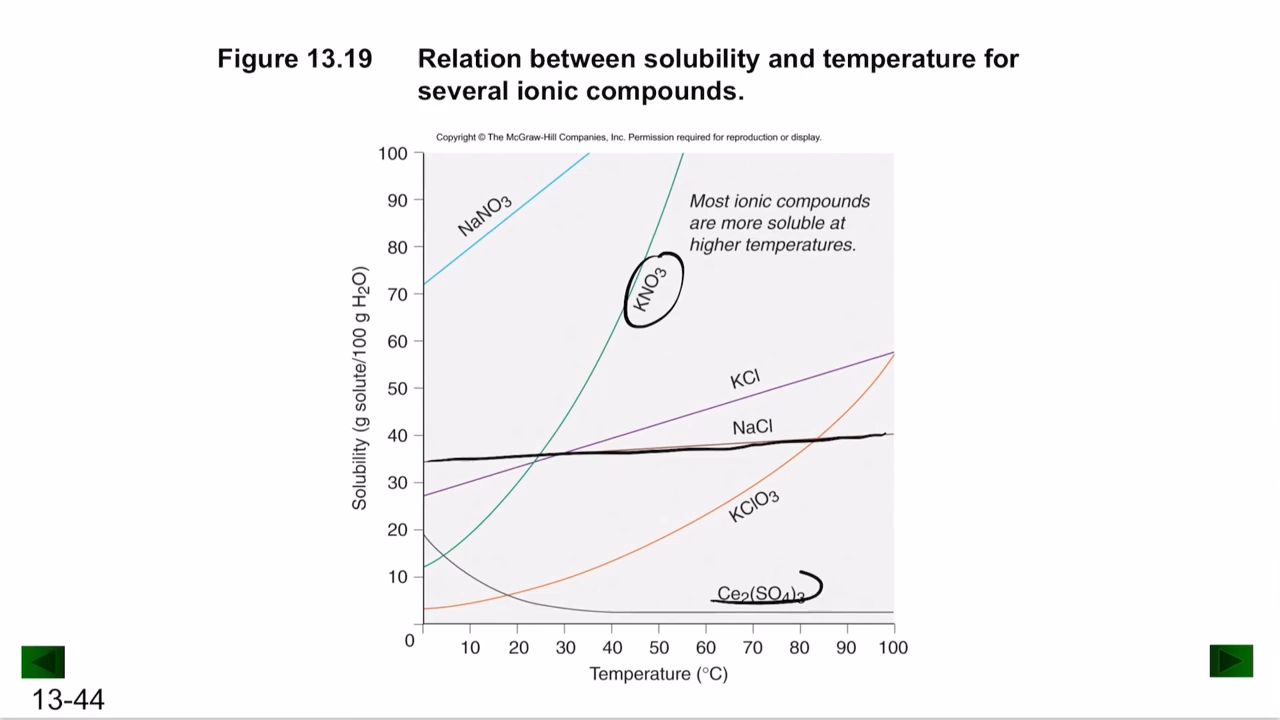 Figure 13.19 Relation between solubility and temperature for
several ionic compounds.
Copyright © The McGraw-Hill Companies, Inc. Permission required for reproduction or display.
100
90
80
70
60
50
40
30
20
10
0
Solubility (g solute/100 g H₂O)
NaNO₃
Most ionic compounds
are more soluble at
higher temperatures.
KNO₃
KCl
NaCl
KClO₃
Ce₂(SO₄)₃
10 20 30 40 50 60 70 80 90 100
Temperature (°C)
13-44